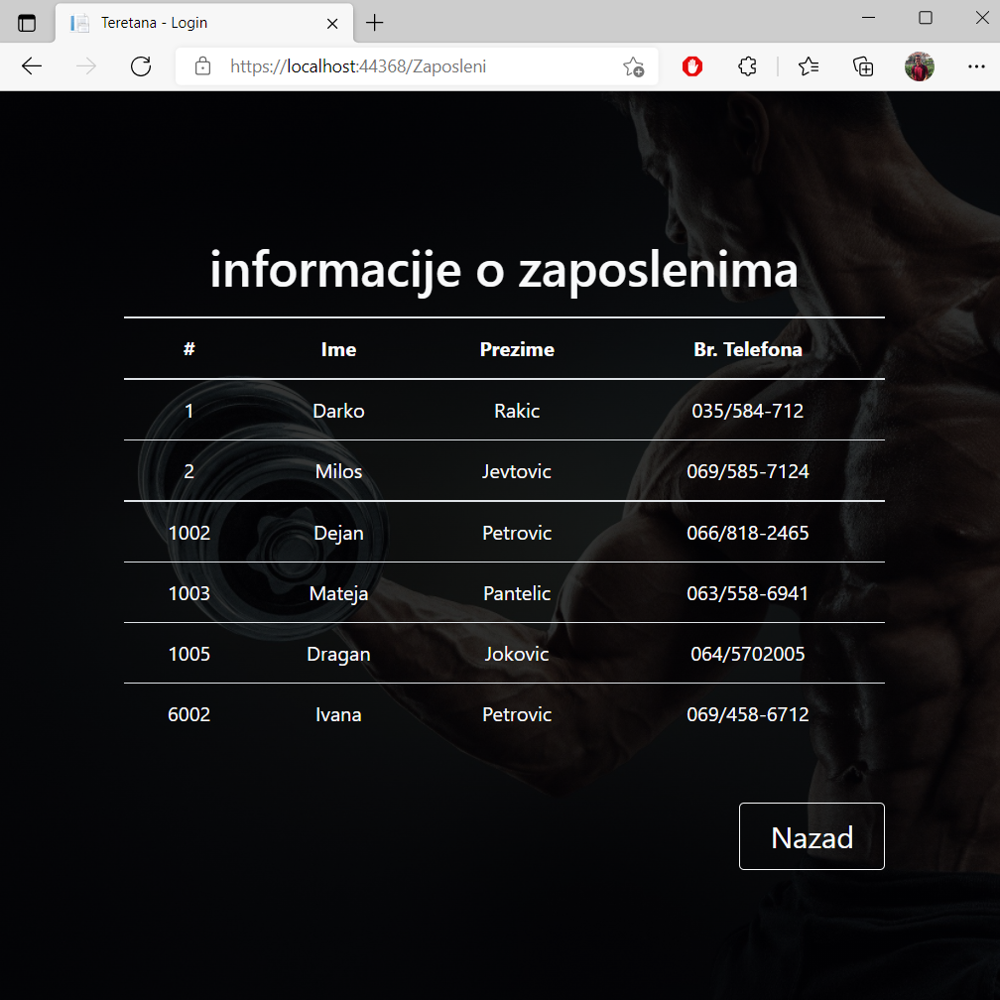 Teretana - Login
https://localhost:44368/Zaposleni
informacije o zaposlenima
# Ime Prezime Br. Telefona
1 Darko Rakic 035/584-712
2 Milos Jevtovic 069/585-7124
1002 Dejan Petrovic 066/818-2465
1003 Mateja Pantelic 063/558-6941
1005 Dragan Jokovic 064/5702005
6002 Ivana Petrovic 069/458-6712
Nazad